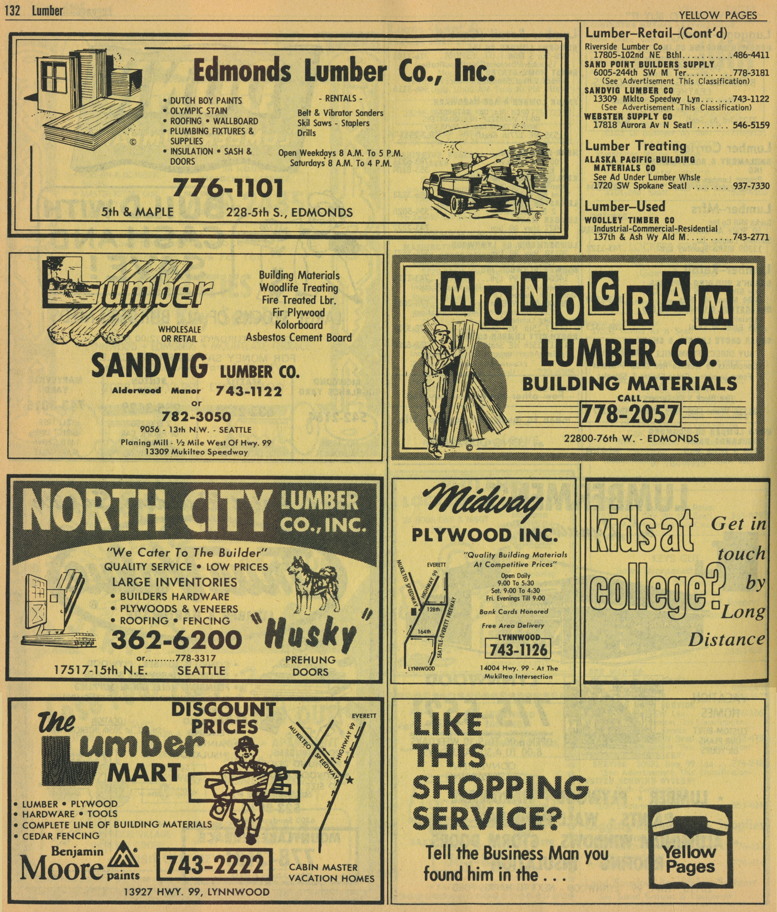 132 Lumber
YELLOW PAGES
Edmonds Lumber Co., Inc.
• DUTCH BOY PAINTS
• OLYMPIC STAIN
• ROOFING • WALLBOARD
• PLUMBING FIXTURES &
SUPPLIES
• INSULATION • SASH &
DOORS
- RENTALS -
Belt & Vibrator Sanders
Skil Saws - Staplers
Drills
Open Weekdays 8 A.M. To 5 P.M.
Saturdays 8 A.M. To 4 P.M.
776-1101
5th & MAPLE 228-5th S., EDMONDS
Lumber-Retail-(Cont'd)
Riverside Lumber Co
17805-102nd NE Bthl.........486-4411
SAND POINT BUILDERS SUPPLY
6005-244th SW M Ter.......778-3181
(See Advertisement This Classification)
SANDVIG LUMBER CO
13309 Mklto Speedwy Lyn....743-1122
(See Advertisement This Classification)
WEBSTER SUPPLY CO
17818 Aurora Av N Seatl .......546-5159
Lumber Treating
ALASKA PACIFIC BUILDING
MATERIALS CO
See Ad Under Lumber Whsle
1720 SW Spokane Seatl .......937-7330
Lumber-Used
WOOLLEY TIMBER CO
Industrial-Commercial-Residential
137th & Ash Wy Ald M..........743-2771
Lumber
WHOLESALE
OR RETAIL
Building Materials
Woodlife Treating
Fire Treated Lbr.
Fir Plywood
Kolorboard
Asbestos Cement Board
SANDVIG LUMBER CO.
Alderwood Manor 743-1122
or
782-3050
9056 - 13th N.W. - SEATTLE
Planing Mill - ½ Mile West Of Hwy. 99
13309 Mukilteo Speedway
MONOGRAM
LUMBER CO.
BUILDING MATERIALS
CALL
778-2057
22800-76th W. - EDMONDS
NORTH CITY LUMBER
CO., INC.
"We Cater To The Builder"
QUALITY SERVICE • LOW PRICES
LARGE INVENTORIES
• BUILDERS HARDWARE
• PLYWOODS & VENEERS
• ROOFING • FENCING
362-6200
or..........778-3317
17517-15th N.E. SEATTLE
"Husky"
PREHUNG
DOORS
Midway
PLYWOOD INC.
"Quality Building Materials
At Competitive Prices"
Open Daily
9:00 To 5:30
Sat. 9:00 To 4:30
Fri. Evenings Till 9:00
Bank Cards Honored
Free Area Delivery
LYNNWOOD
743-1126
14004 Hwy. 99 - At The
Mukilteo Intersection
EVERETT
MUKILTEO SPEEDWAY
HIGHWAY 99
128th
164th
SEATTLE EVERETT FREEWAY
LYNNWOOD
kids at
college?
Get in
touch
by
Long
Distance
the
Lumber
MART
DISCOUNT
PRICES
• LUMBER • PLYWOOD
• HARDWARE • TOOLS
• COMPLETE LINE OF BUILDING MATERIALS
• CEDAR FENCING
Benjamin
Moore paints
743-2222
13927 HWY. 99, LYNNWOOD
EVERETT
MUKILTEO SPEEDWAY
HIGHWAY 99
CABIN MASTER
VACATION HOMES
LIKE
THIS
SHOPPING
SERVICE?
Tell the Business Man you
found him in the . . .
Yellow
Pages